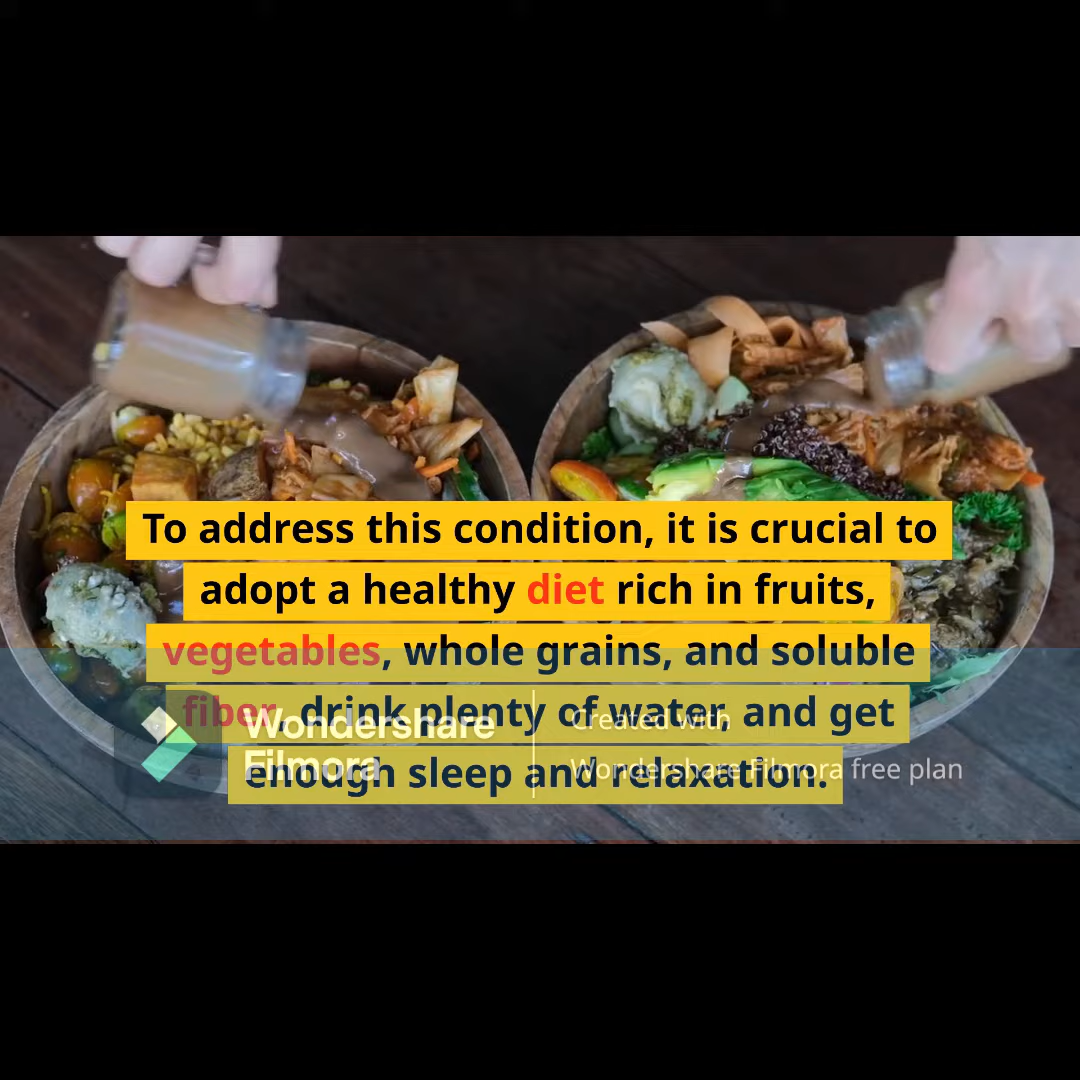 To address this condition, it is crucial to
adopt a healthy diet rich in fruits,
vegetables, whole grains, and soluble
fiber, drink plenty of water, and get
enough sleep and relaxation.
Wondershare
Filmora
Created with
Wondershare Filmora free plan